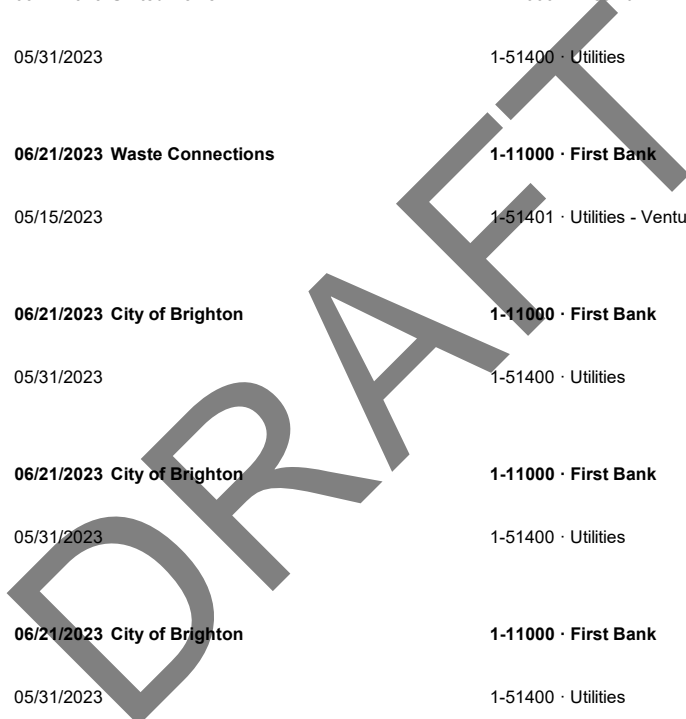 05/31/2023 1-51400 · Utilities
06/21/2023 Waste Connections 1-11000 · First Bank
05/15/2023 1-51401 · Utilities - Ventu
06/21/2023 City of Brighton 1-11000 · First Bank
05/31/2023 1-51400 · Utilities
06/21/2023 City of Brighton 1-11000 · First Bank
05/31/2023 1-51400 · Utilities
06/21/2023 City of Brighton 1-11000 · First Bank
05/31/2023 1-51400 · Utilities
DRAFT